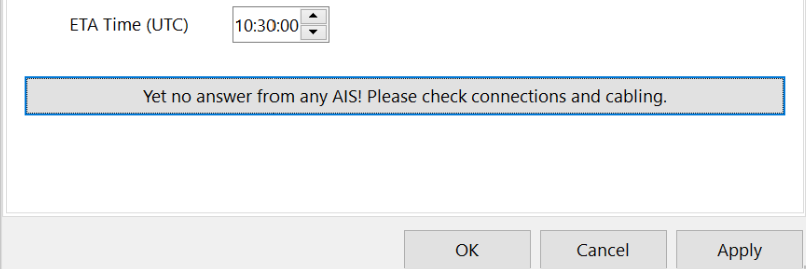 ETA Time (UTC) 10:30:00
Yet no answer from any AIS! Please check connections and cabling.
OK Cancel Apply